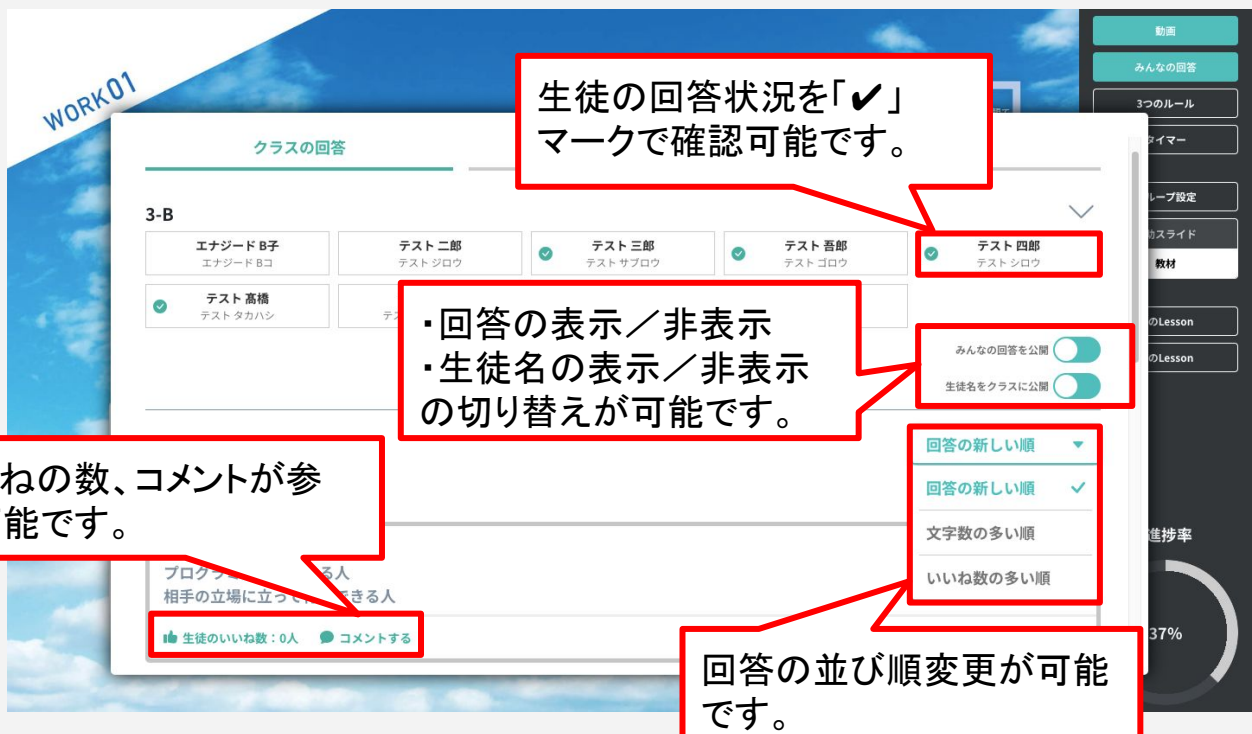 動画
みんなの回答
3つのルール
WORK01
生徒の回答状況を「✔」
マークで確認可能です。
クラスの回答
イマー
3-B
ループ設定
エナジード B子
エナジード Bコ
テスト 二郎
テスト ジロウ
テスト 三郎
テスト サブロウ
テスト 吾郎
テスト ゴロウ
テスト 四郎
テスト シロウ
スライド
教材
テスト 髙橋
テスト タカハシ
・回答の表示／非表示
・生徒名の表示／非表示
の切り替えが可能です。
みんなの回答を公開
生徒名をクラスに公開
のLesson
のLesson
回答の新しい順
回答の新しい順
文字数の多い順
いいね数の多い順
ねの数、コメントが参
能です。
進捗率
37%
プログラ
る人
相手の立場に立って
できる人
生徒のいいね数：0人
コメントする
回答の並び順変更が可能
です。